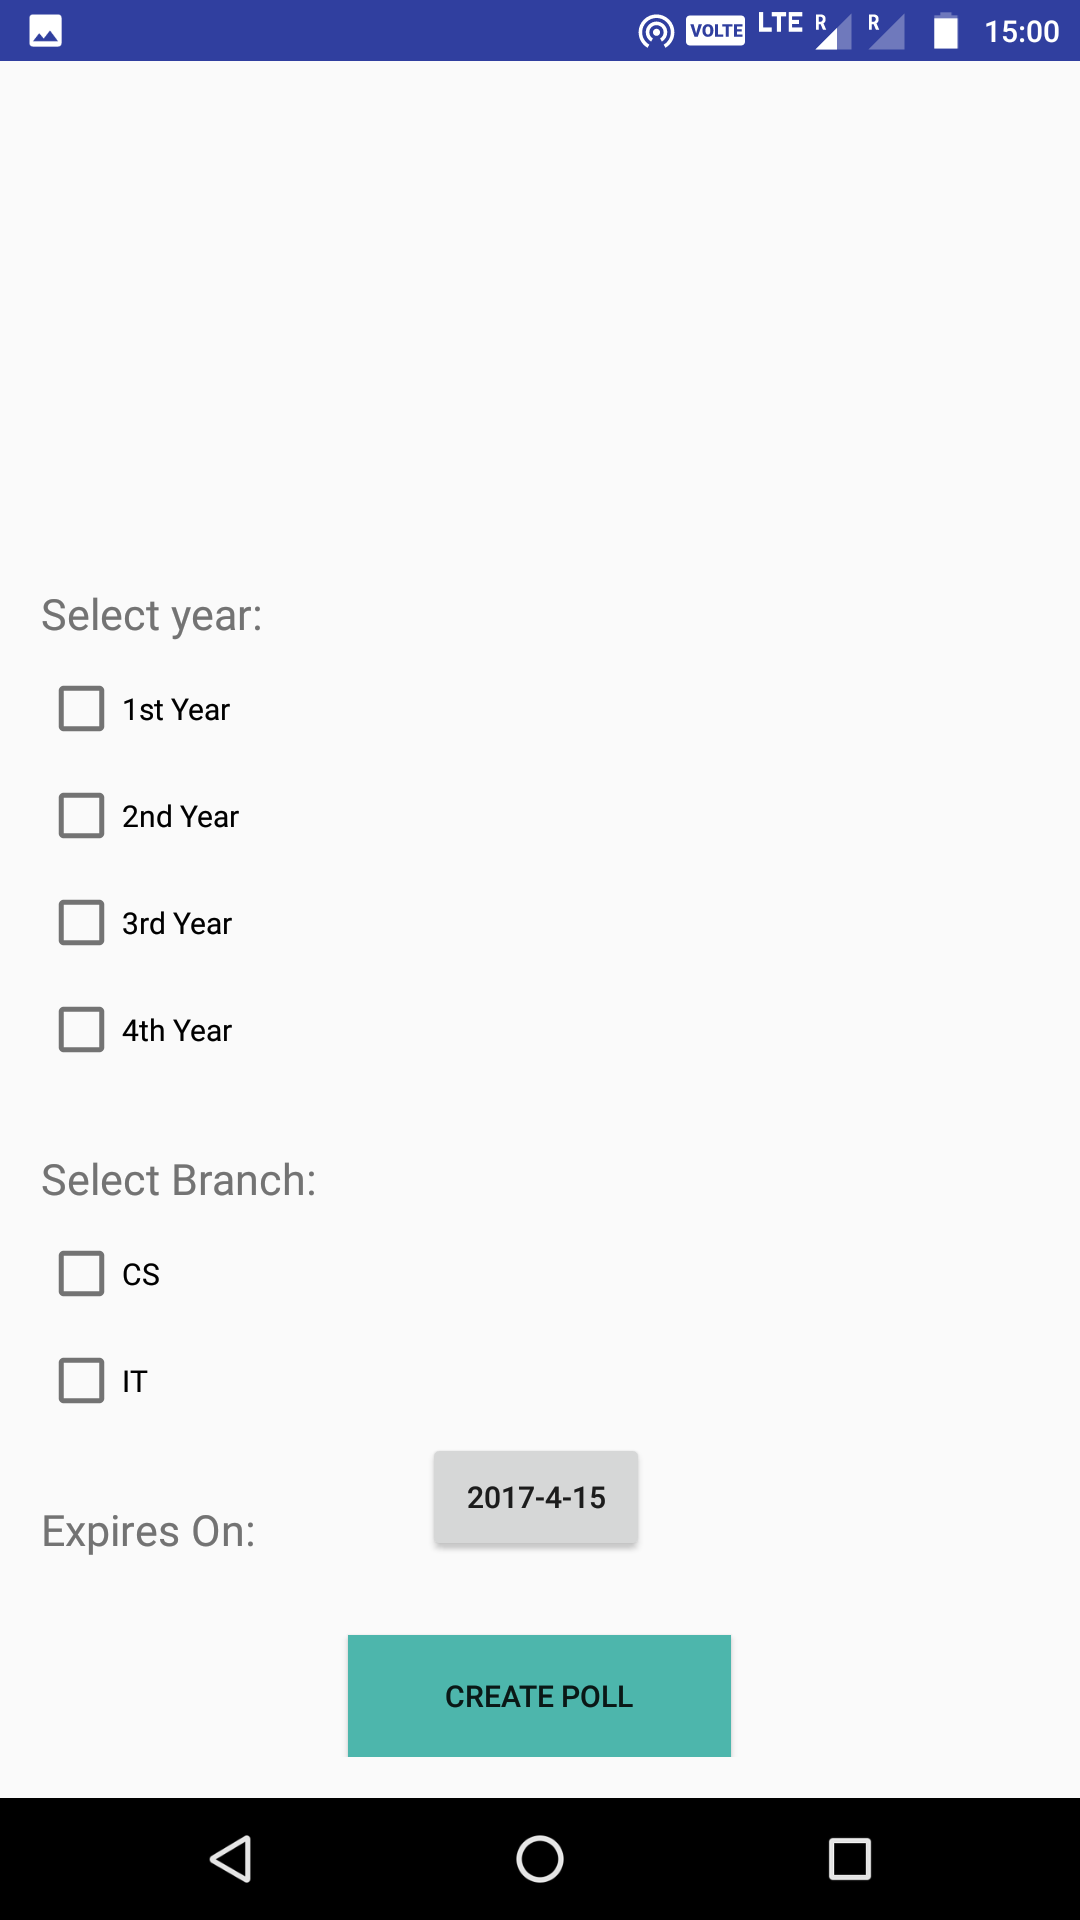 VOLTE LTE R R 15:00
Select year:
1st Year
2nd Year
3rd Year
4th Year
Select Branch:
CS
IT
2017-4-15
Expires On:
CREATE POLL